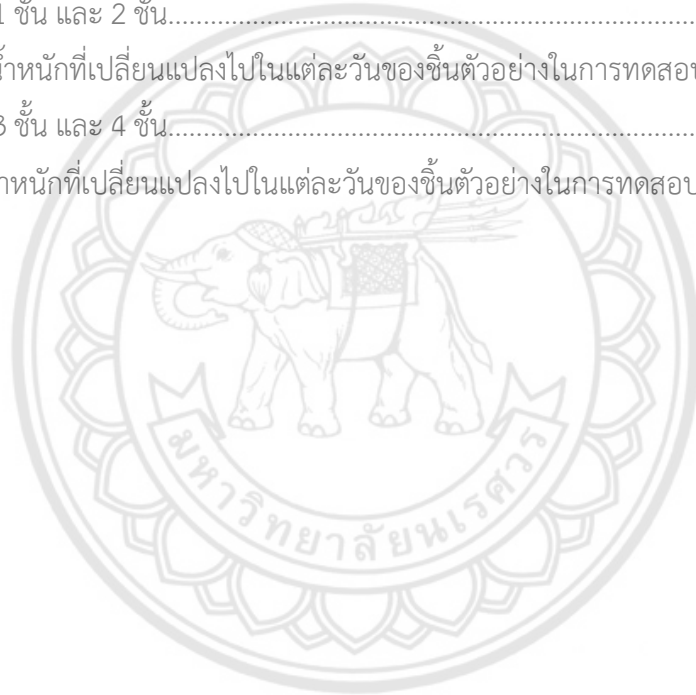 1 ชั้น และ 2 ชั้น
น้ำหนักที่เปลี่ยนแปลงไปในแต่ละวันของชิ้นตัวอย่างในการทดสอบ
3 ชั้น และ 4 ชั้น
น้ำหนักที่เปลี่ยนแปลงไปในแต่ละวันของชิ้นตัวอย่างในการทดสอบ
มหาวิทยาลัยนเรศวร